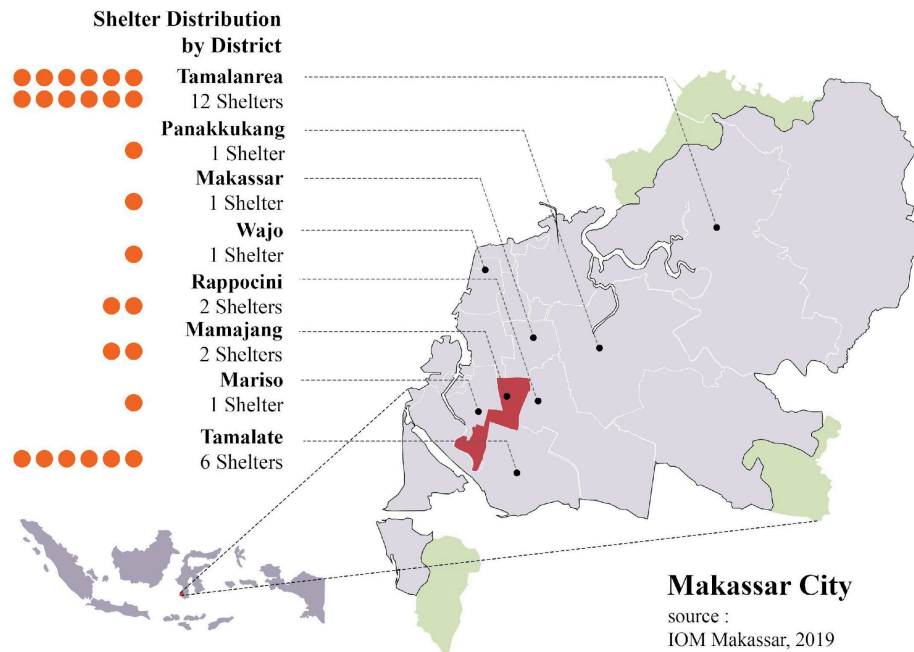 Shelter Distribution
by District
Tamalanrea
12 Shelters
Panakkukang
1 Shelter
Makassar
1 Shelter
Wajo
1 Shelter
Rappocini
2 Shelters
Mamajang
2 Shelters
Mariso
1 Shelter
Tamalate
6 Shelters
Makassar City
source :
IOM Makassar, 2019